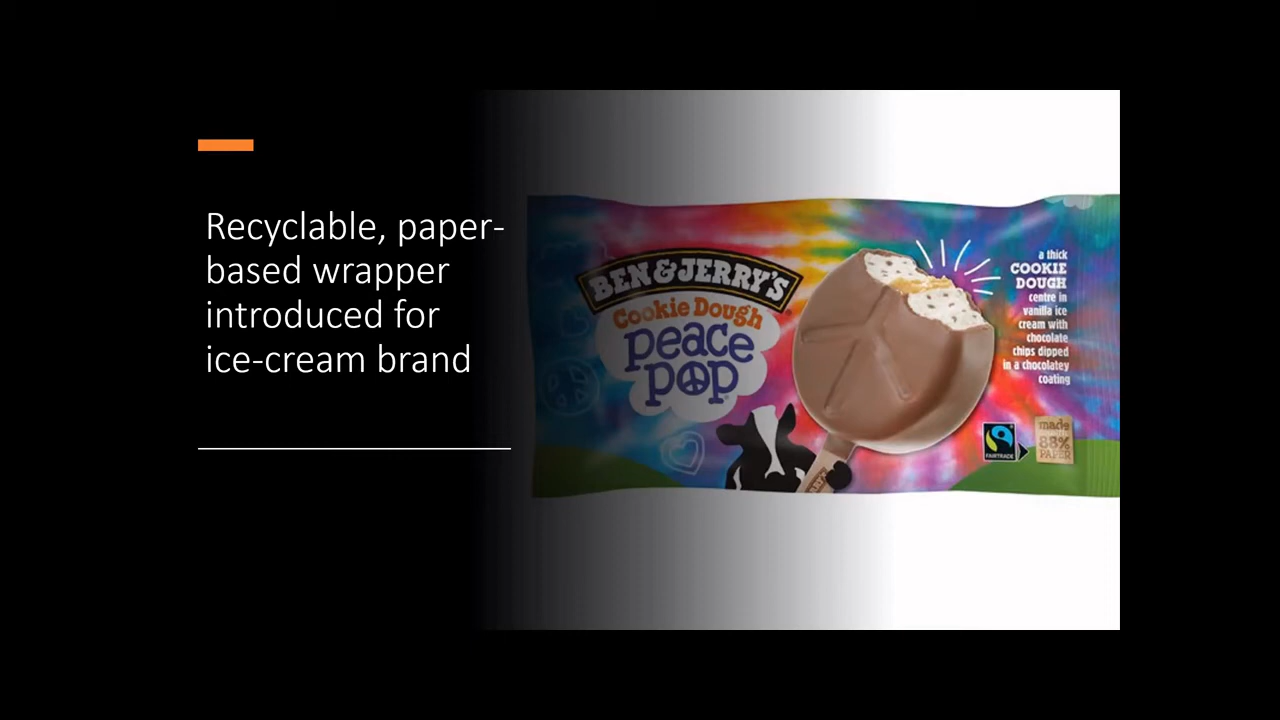 Recyclable, paper-
based wrapper
introduced for
ice-cream brand
BEN & JERRY'S
Cookie Dough
peace
pop
a thick
COOKIE
DOUGH
centre in
vanilla ice
cream with
chocolate
chips dipped
in a chocolatey
coating
FAIRTRADE
made
88%
PAPER